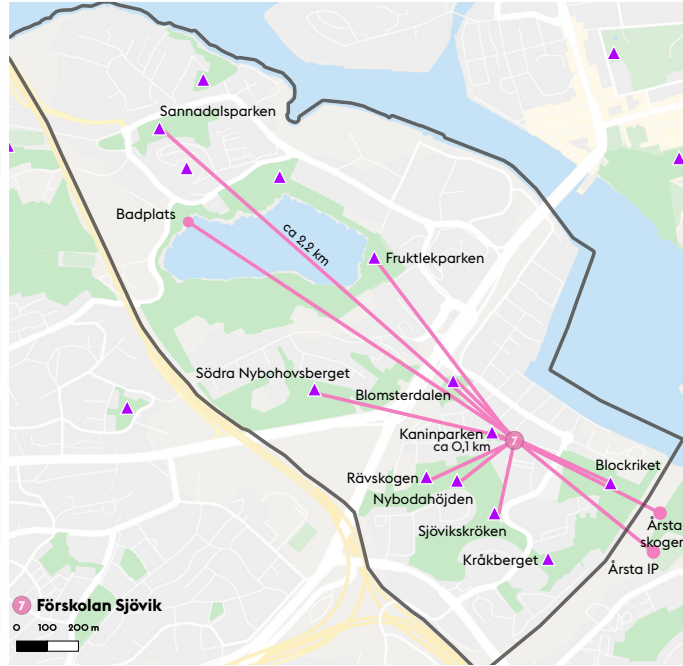 Sannadalsparken
Badplats
ca 2,2 km
Fruktlekparken
Södra Nybohovsberget
Blomsterdalen
Kaninparken
ca 0,1 km
7
Blockriket
Rävskogen
Nybodahöjden
Sjövikskröken
Årsta
skogen
Kråkberget
Årsta IP
7 Förskolan Sjövik
0 100 200 m